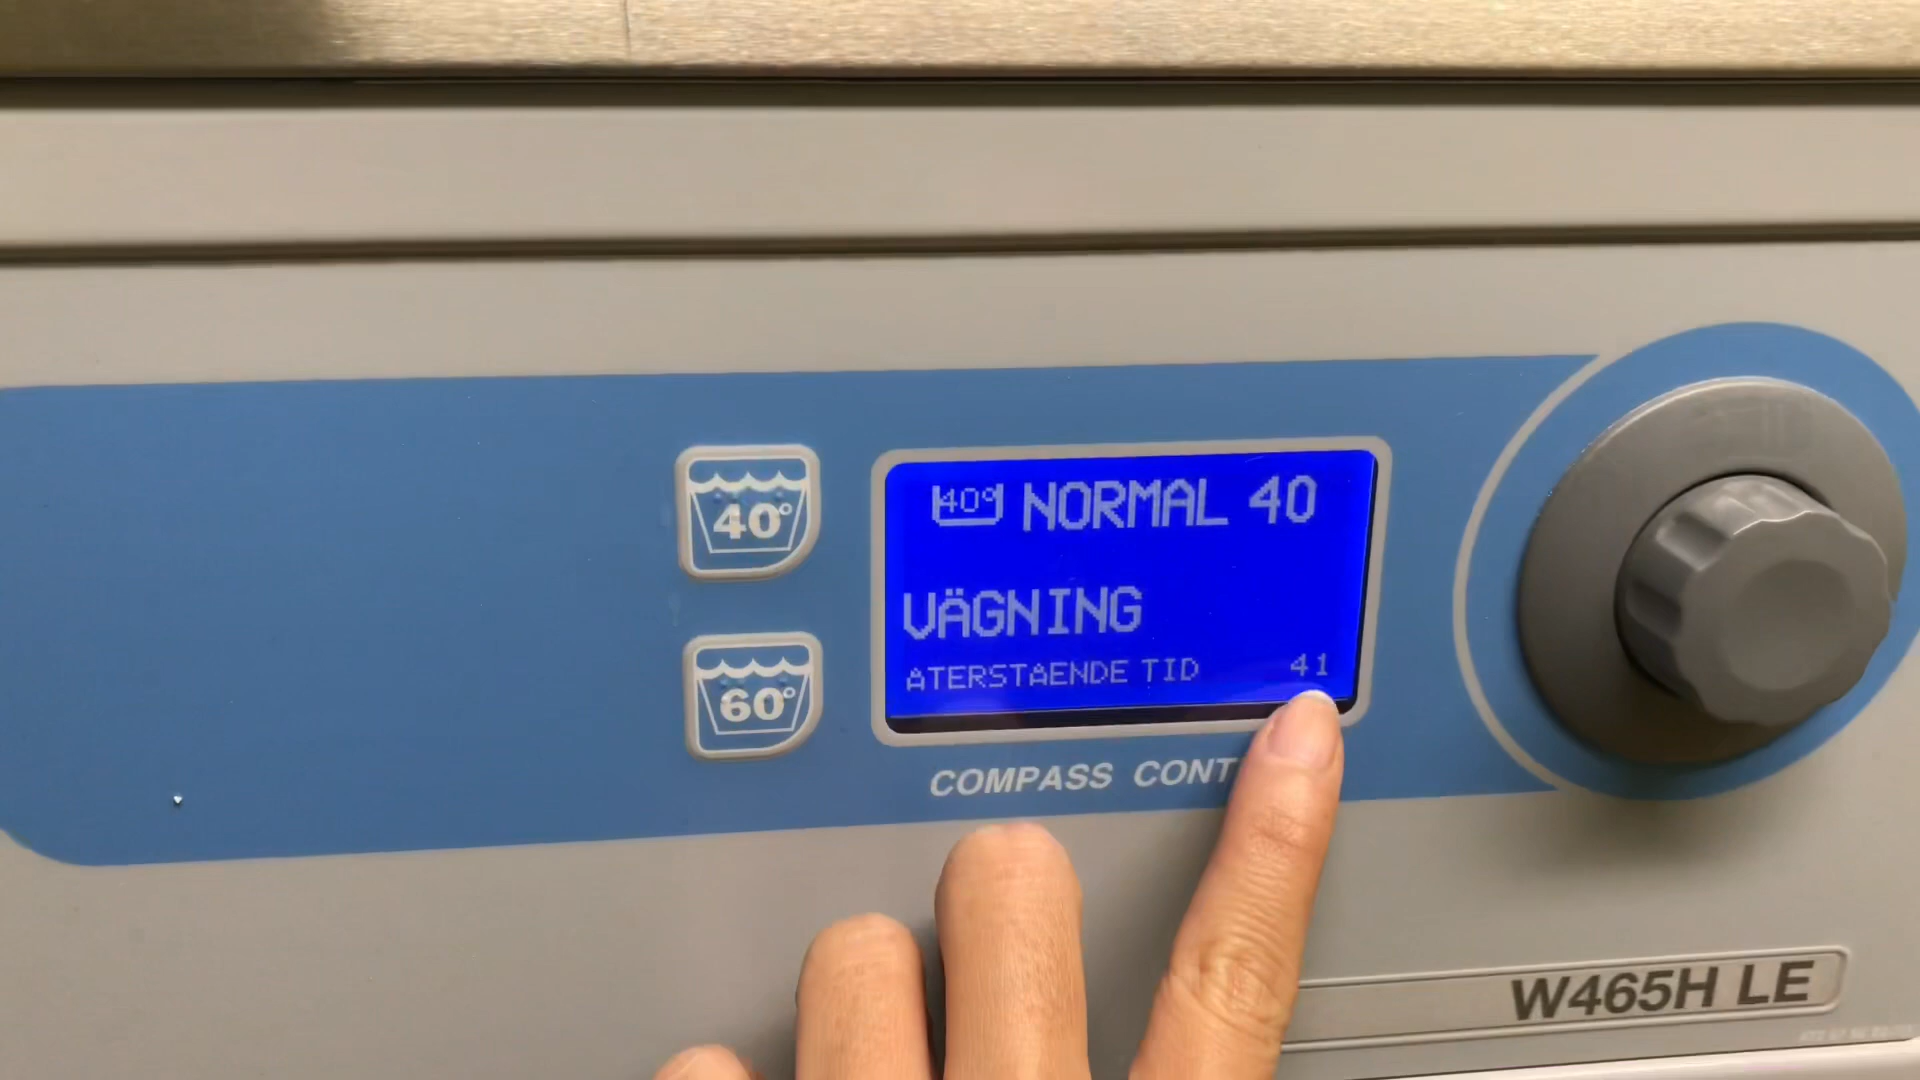 40° NORMAL 40
40°
VÄGNING
ATERSTAENDE TID 41
60°
COMPASS CONT
W465H LE